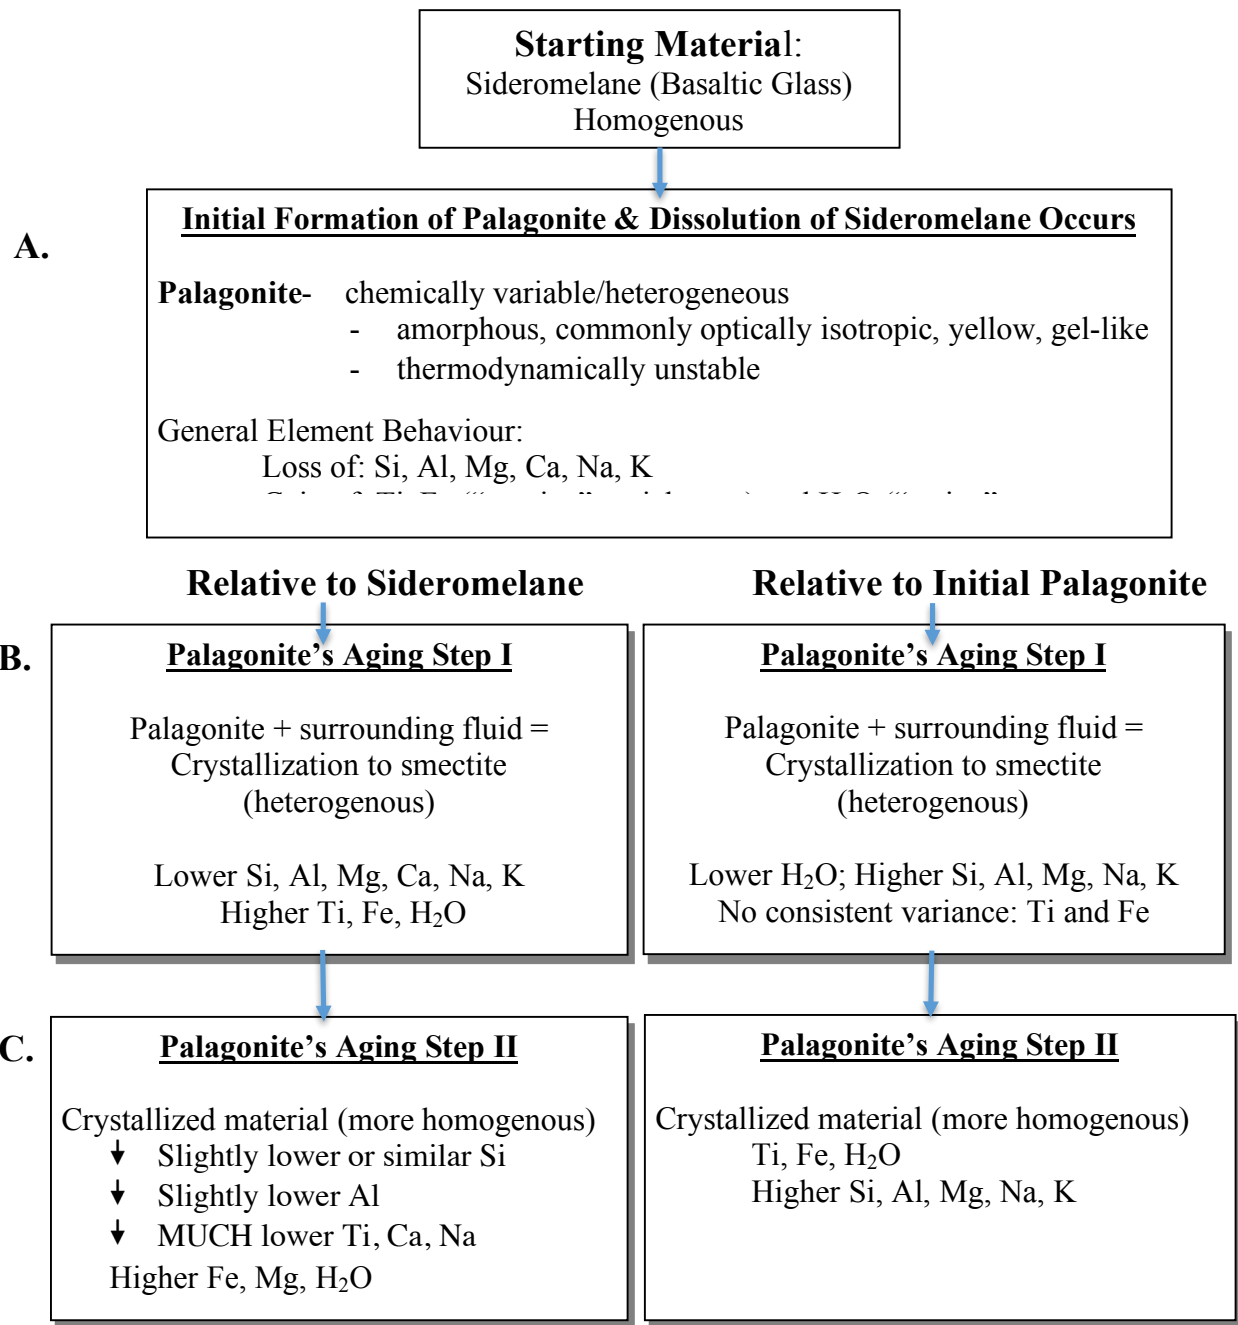 Starting Material:
Sideromelane (Basaltic Glass)
Homogenous
A.
Initial Formation of Palagonite & Dissolution of Sideromelane Occurs
Palagonite- chemically variable/heterogeneous
- amorphous, commonly optically isotropic, yellow, gel-like
- thermodynamically unstable
General Element Behaviour:
Loss of: Si, Al, Mg, Ca, Na, K
Relative to Sideromelane
Relative to Initial Palagonite
B.
Palagonite's Aging Step I
Palagonite + surrounding fluid =
Crystallization to smectite
(heterogenous)
Lower Si, Al, Mg, Ca, Na, K
Higher Ti, Fe, H₂O
Palagonite's Aging Step I
Palagonite + surrounding fluid =
Crystallization to smectite
(heterogenous)
Lower H₂O; Higher Si, Al, Mg, Na, K
No consistent variance: Ti and Fe
C.
Palagonite's Aging Step II
Crystallized material (more homogenous)
Slightly lower or similar Si
Slightly lower Al
MUCH lower Ti, Ca, Na
Higher Fe, Mg, H₂O
Palagonite's Aging Step II
Crystallized material (more homogenous)
Ti, Fe, H₂O
Higher Si, Al, Mg, Na, K